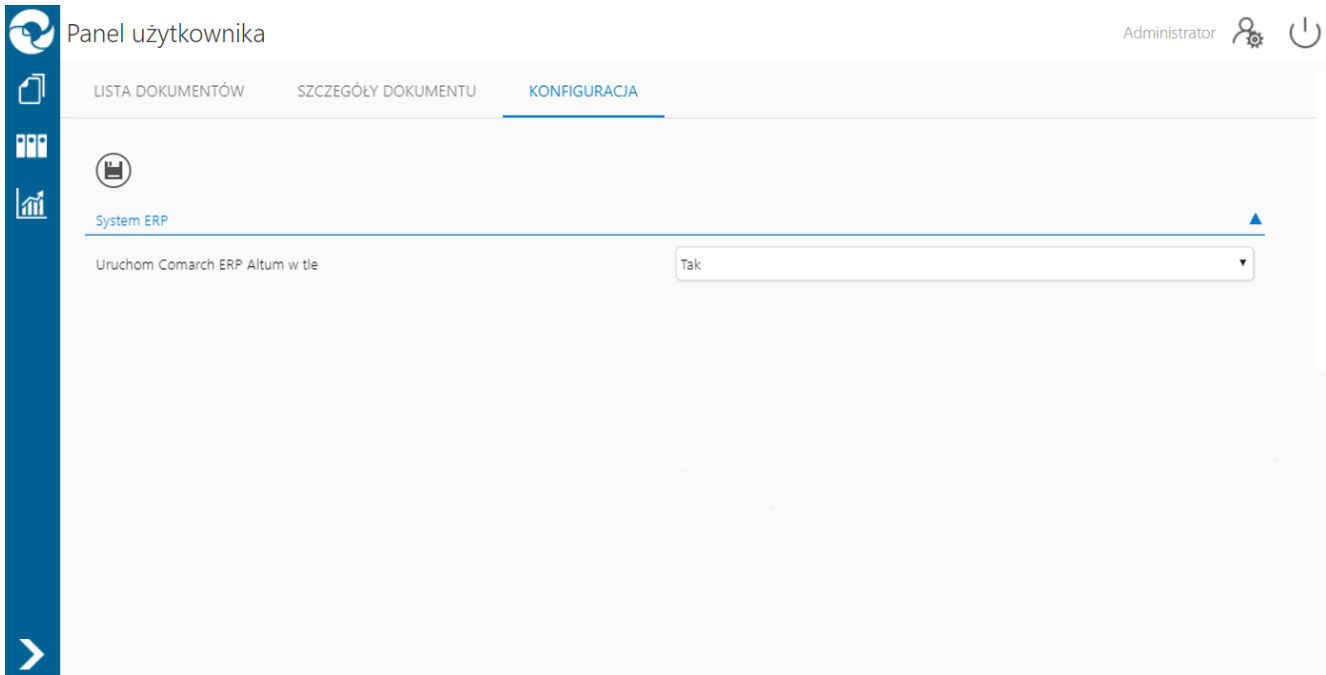 Panel użytkownika
Administrator
LISTA DOKUMENTÓW SZCZEGÓŁY DOKUMENTU KONFIGURACJA
System ERP
Uruchom Comarch ERP Altum w tle Tak